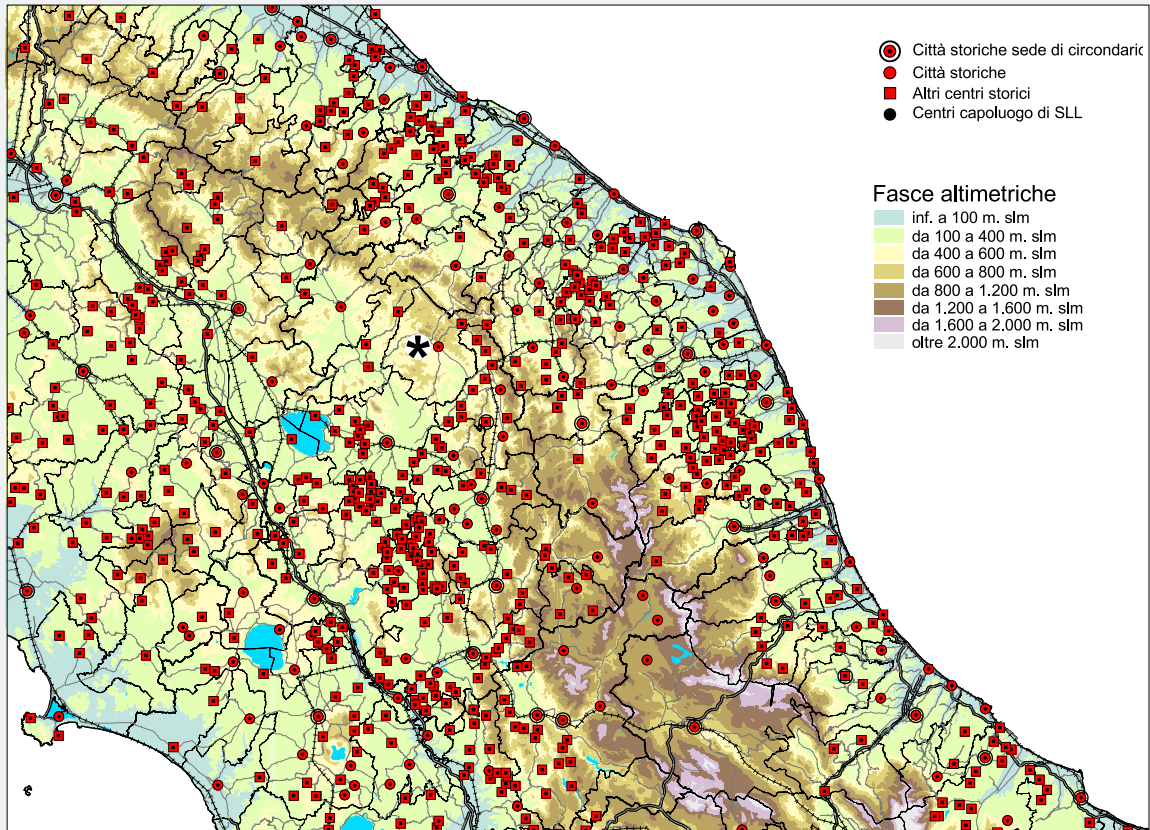 Città storiche sede di circondaric
Città storiche
Altri centri storici
Centri capoluogo di SLL
Fasce altimetriche
inf. a 100 m. slm
da 100 a 400 m. slm
da 400 a 600 m. slm
da 600 a 800 m. slm
da 800 a 1.200 m. slm
da 1.200 a 1.600 m. slm
da 1.600 a 2.000 m. slm
oltre 2.000 m. slm
*